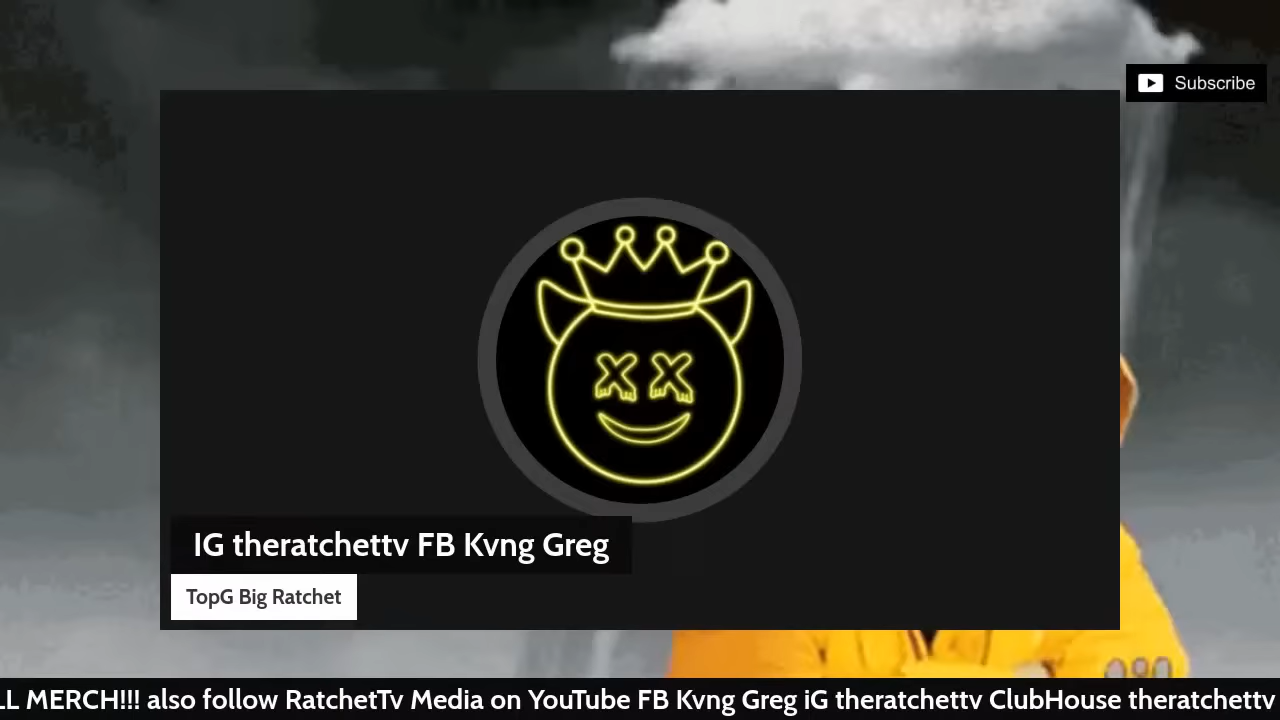 Subscribe
IG theratchettv FB Kvng Greg
TopG Big Ratchet
MERCH!!! also follow RatchetTv Media on YouTube FB Kvng Greg iG theratchettv ClubHouse theratchettv